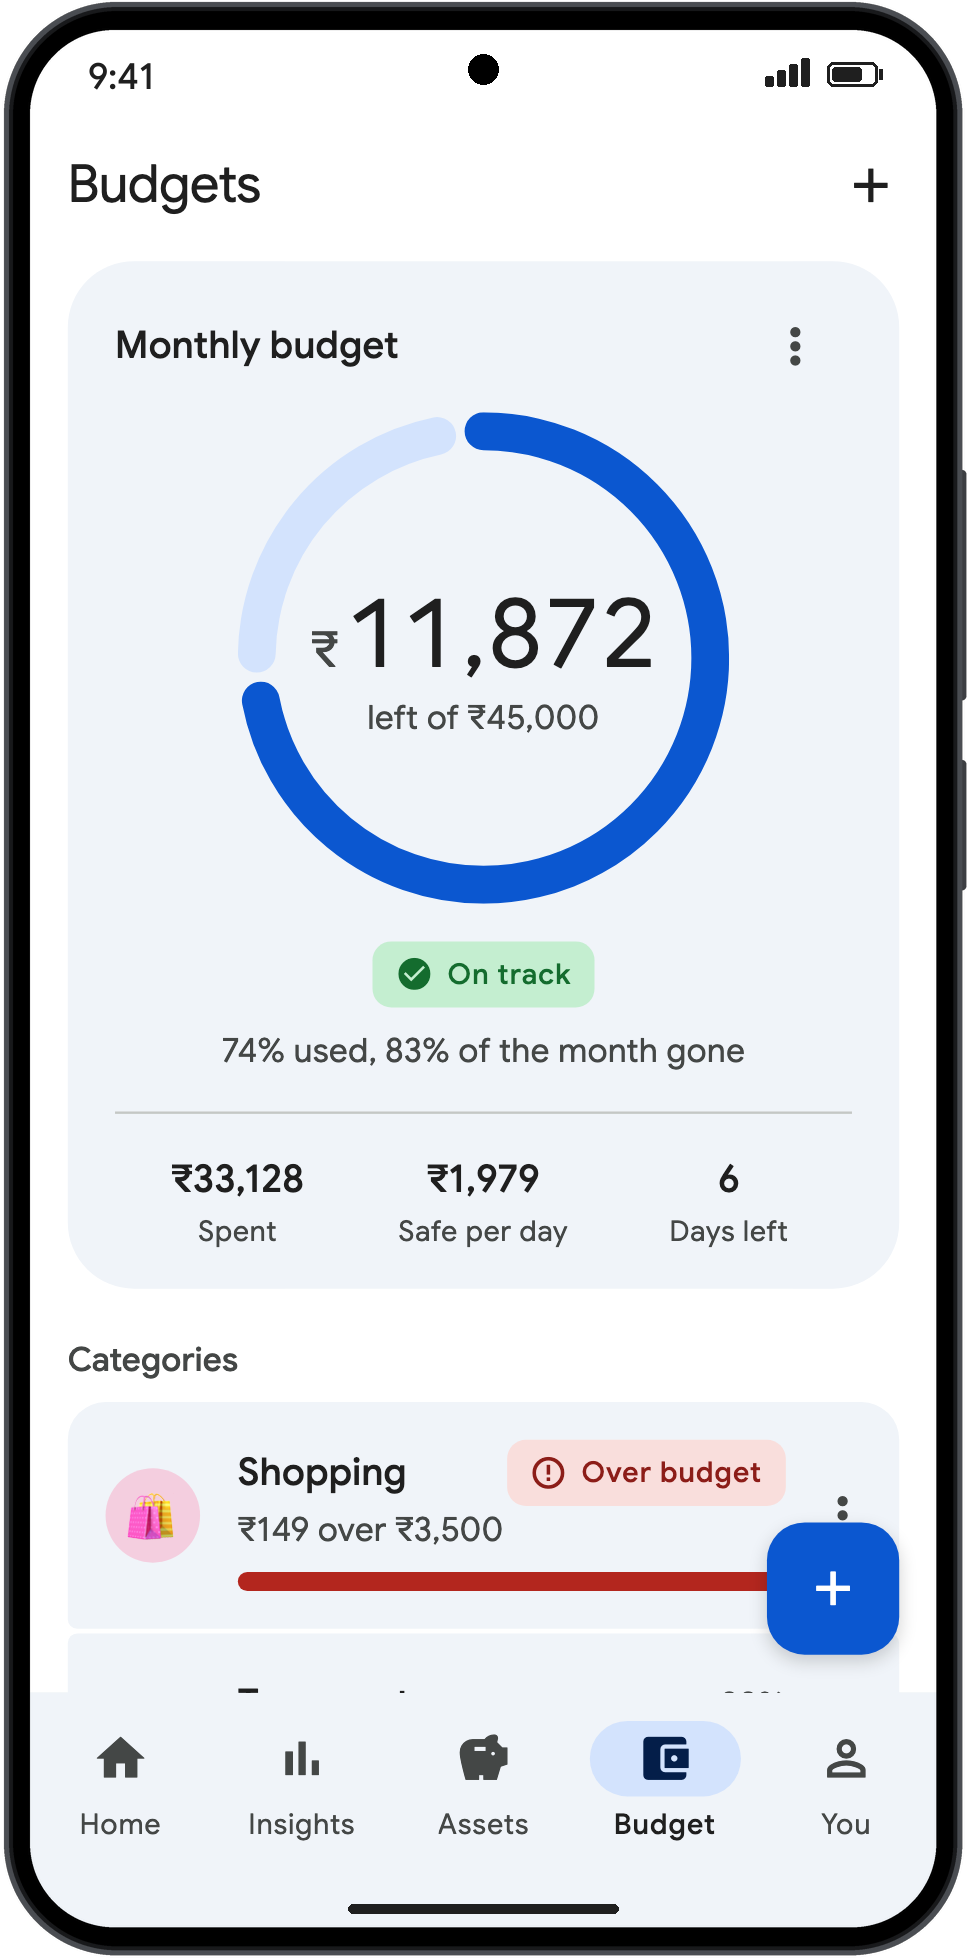 9:41
Budgets
Monthly budget
₹11,872
left of ₹45,000
On track
74% used, 83% of the month gone
₹33,128
Spent
₹1,979
Safe per day
6
Days left
Categories
Shopping
Over budget
₹149 over ₹3,500
Home
Insights
Assets
Budget
You